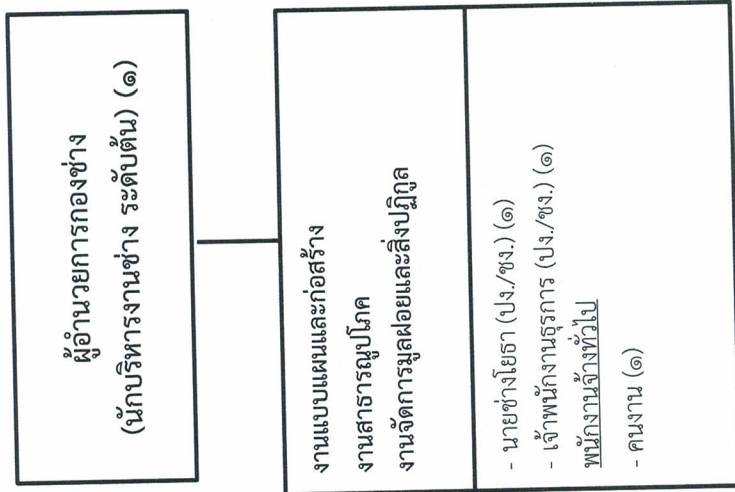 ผู้อำนวยการกองช่าง
(นักบริหารงานช่าง ระดับต้น) (๑)
งานแบบแผนและก่อสร้าง
งานสาธารณูปโภค
งานจัดการมูลฝอยและสิ่งปฏิกูล
- นายช่างโยธา (ปง./ชง.) (๑)
- เจ้าพนักงานธุรการ (ปง./ชง.) (๑)
พนักงานจ้างทั่วไป
- คนงาน (๑)